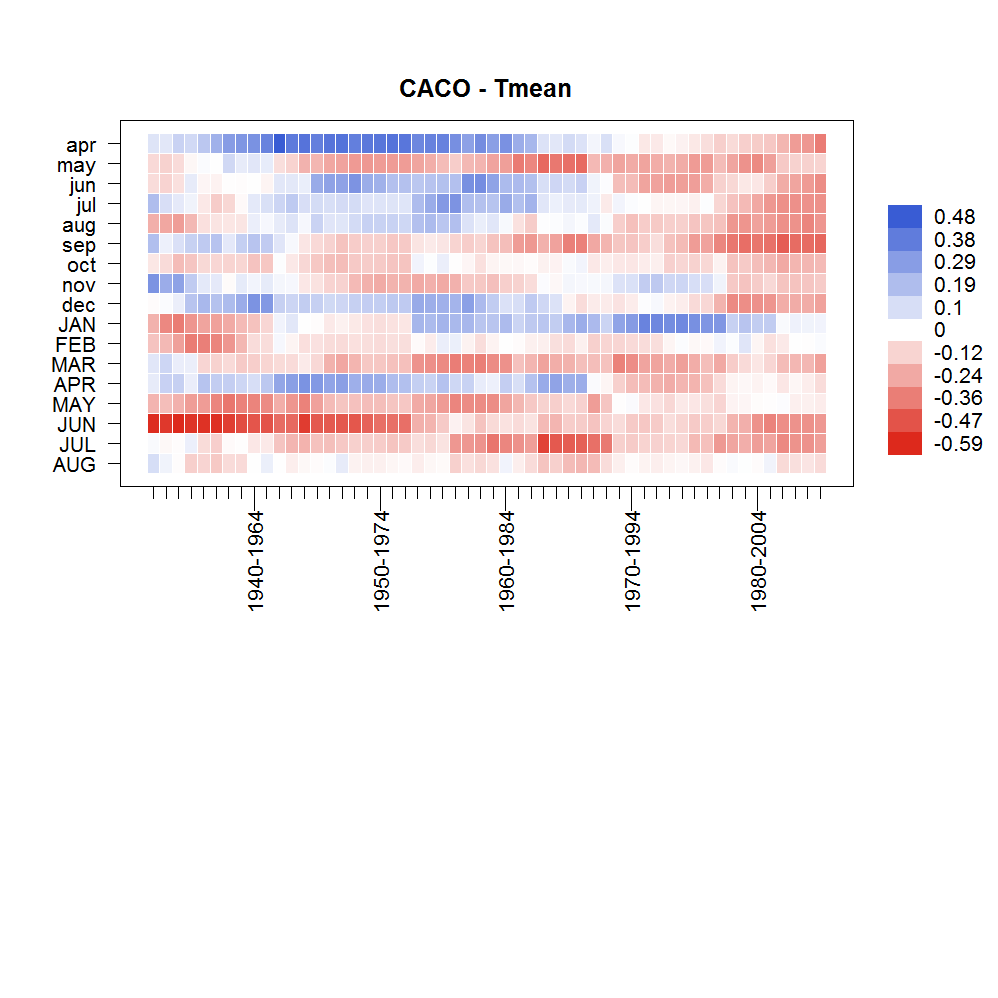 CACO - Tmean
apr
may
jun
jul
aug
sep
oct
nov
dec
JAN
FEB
MAR
APR
MAY
JUN
JUL
AUG
1940-1964
1950-1974
1960-1984
1970-1994
1980-2004
0.48
0.38
0.29
0.19
0.1
0
-0.12
-0.24
-0.36
-0.47
-0.59